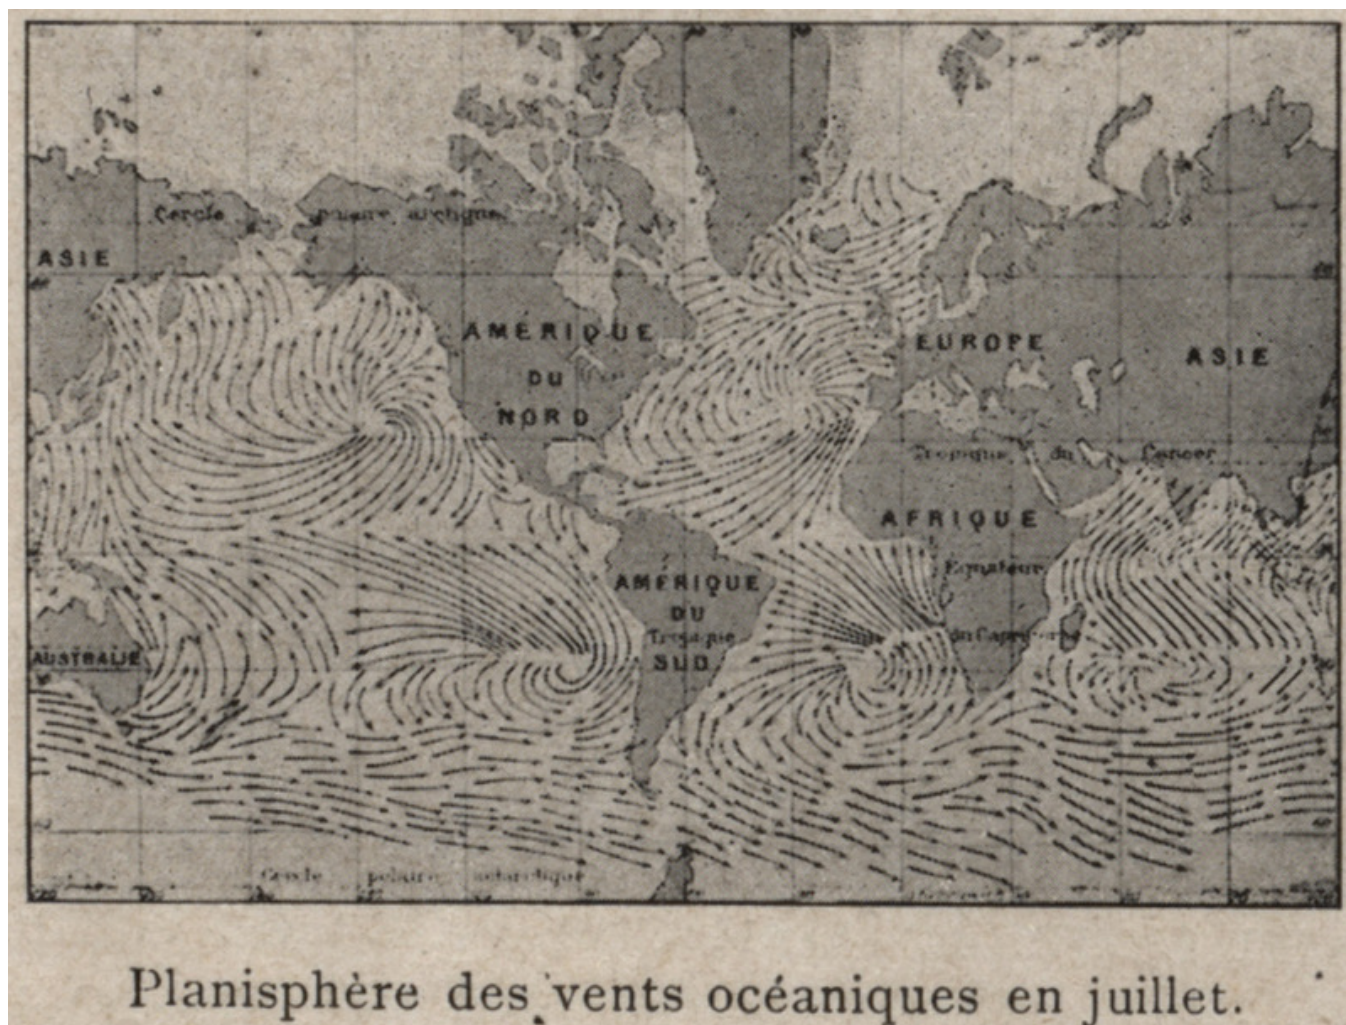 Cercle polaire arctique
ASIE
AMÉRIQUE
DU
NORD
EUROPE
ASIE
Tropique du Cancer
AFRIQUE
Equateur
AMÉRIQUE
DU
Tropique du Capricorne
SUD
AUSTRALIE
Cercle polaire antarctique
Planisphère des vents océaniques en juillet.